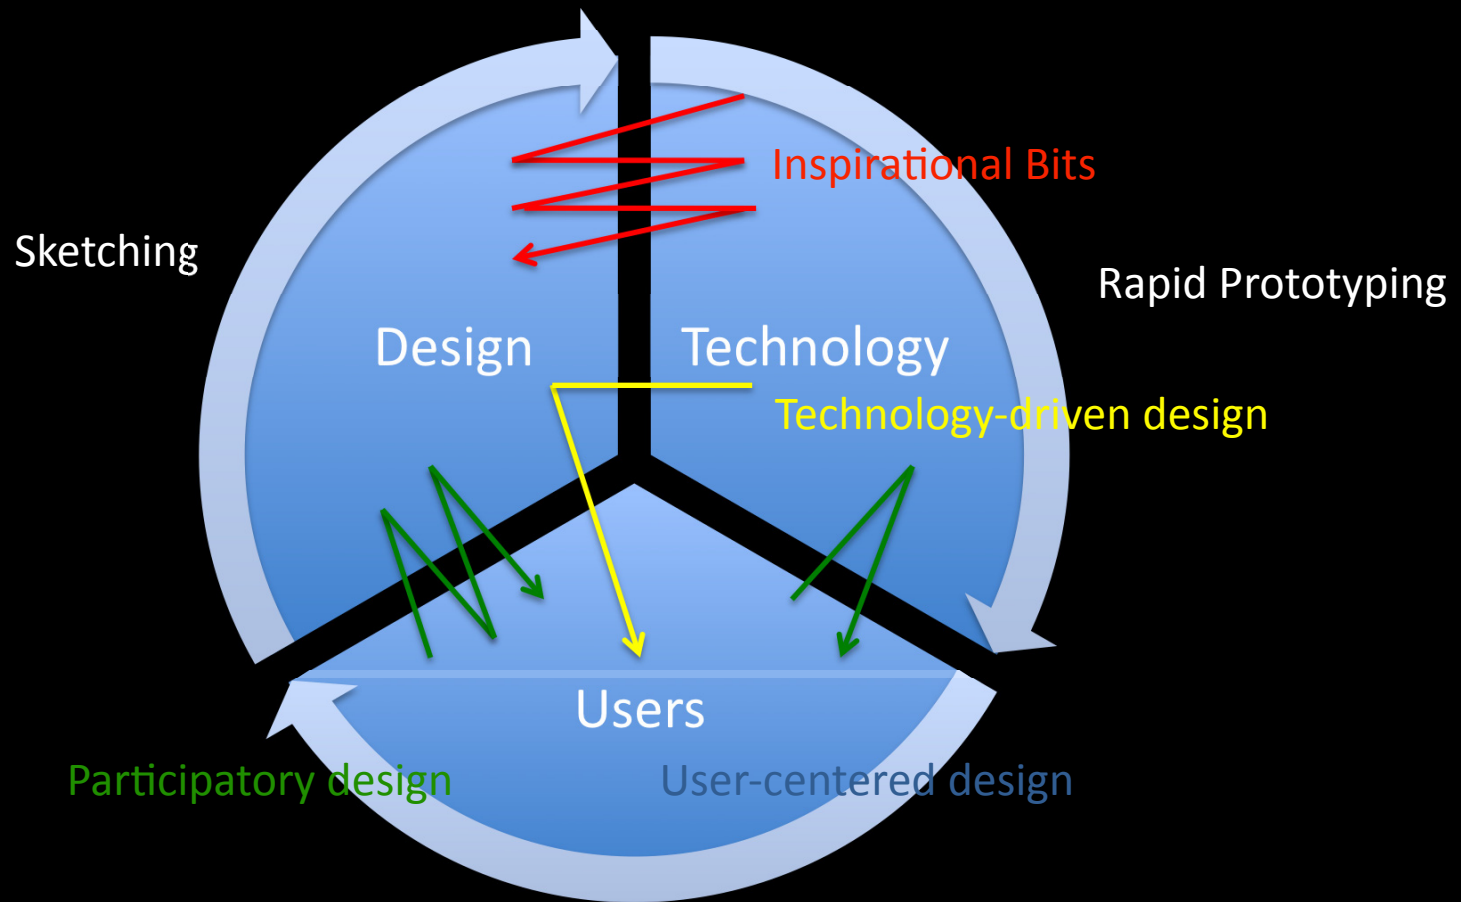 Inspirational Bits
Sketching
Rapid Prototyping
Design
Technology
Technology-driven design
Users
Participatory design
User-centered design